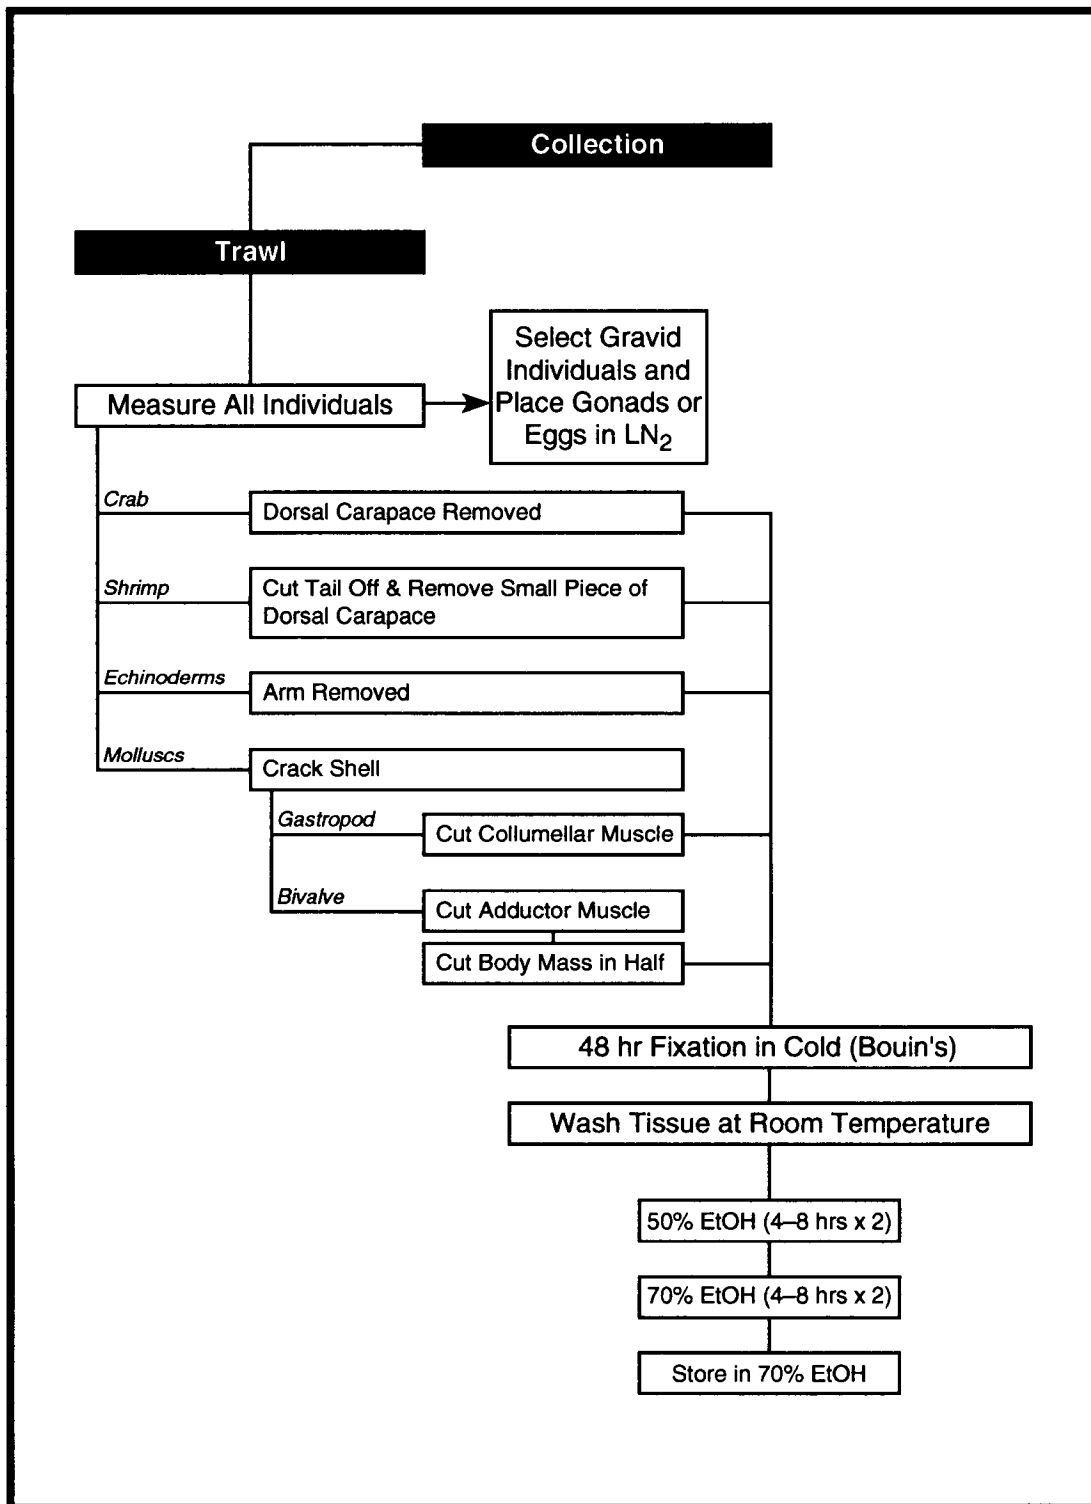 Collection
Trawl
Select Gravid
Individuals and
Place Gonads or
Eggs in LN2
Measure All Individuals
Crab
Dorsal Carapace Removed
Shrimp
Cut Tail Off & Remove Small Piece of
Dorsal Carapace
Echinoderms
Arm Removed
Molluscs
Crack Shell
Gastropod
Cut Collumellar Muscle
Bivalve
Cut Adductor Muscle
Cut Body Mass in Half
48 hr Fixation in Cold (Bouin's)
Wash Tissue at Room Temperature
50% EtOH (4–8 hrs x 2)
70% EtOH (4–8 hrs x 2)
Store in 70% EtOH